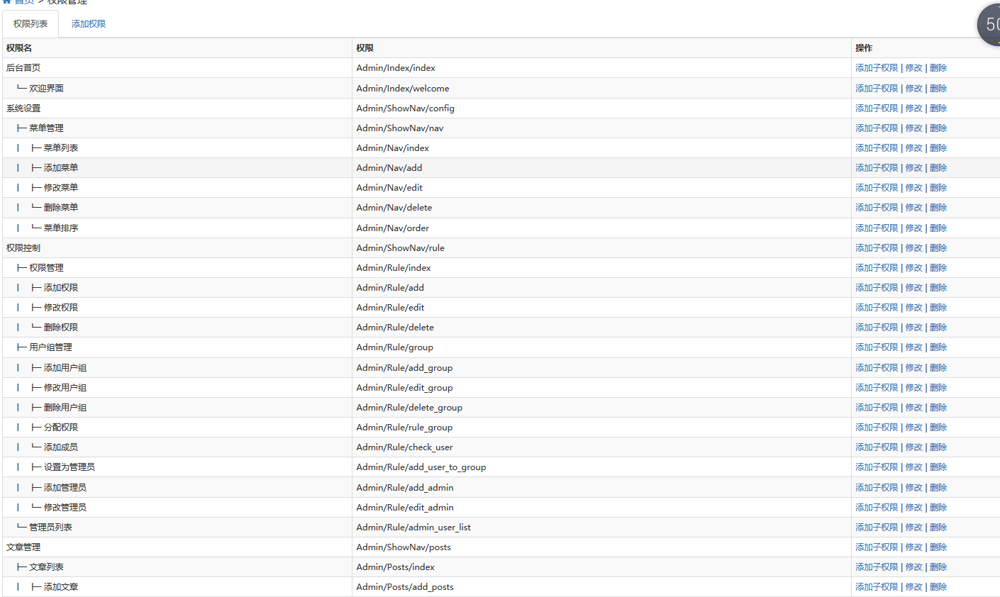 首页 > 权限管理
权限列表 添加权限
50
权限名 权限 操作
后台首页 Admin/Index/index 添加子权限 | 修改 | 删除
└─ 欢迎界面 Admin/Index/welcome 添加子权限 | 修改 | 删除
系统设置 Admin/ShowNav/config 添加子权限 | 修改 | 删除
├─ 菜单管理 Admin/ShowNav/nav 添加子权限 | 修改 | 删除
| ├─ 菜单列表 Admin/Nav/index 添加子权限 | 修改 | 删除
| ├─ 添加菜单 Admin/Nav/add 添加子权限 | 修改 | 删除
| ├─ 修改菜单 Admin/Nav/edit 添加子权限 | 修改 | 删除
| └─ 删除菜单 Admin/Nav/delete 添加子权限 | 修改 | 删除
| └─ 菜单排序 Admin/Nav/order 添加子权限 | 修改 | 删除
权限控制 Admin/ShowNav/rule 添加子权限 | 修改 | 删除
├─ 权限管理 Admin/Rule/index 添加子权限 | 修改 | 删除
| ├─ 添加权限 Admin/Rule/add 添加子权限 | 修改 | 删除
| ├─ 修改权限 Admin/Rule/edit 添加子权限 | 修改 | 删除
| └─ 删除权限 Admin/Rule/delete 添加子权限 | 修改 | 删除
├─ 用户组管理 Admin/Rule/group 添加子权限 | 修改 | 删除
| ├─ 添加用户组 Admin/Rule/add_group 添加子权限 | 修改 | 删除
| ├─ 修改用户组 Admin/Rule/edit_group 添加子权限 | 修改 | 删除
| ├─ 删除用户组 Admin/Rule/delete_group 添加子权限 | 修改 | 删除
| ├─ 分配权限 Admin/Rule/rule_group 添加子权限 | 修改 | 删除
| └─ 添加成员 Admin/Rule/check_user 添加子权限 | 修改 | 删除
| ├─ 设置为管理员 Admin/Rule/add_user_to_group 添加子权限 | 修改 | 删除
| ├─ 添加管理员 Admin/Rule/add_admin 添加子权限 | 修改 | 删除
| └─ 修改管理员 Admin/Rule/edit_admin 添加子权限 | 修改 | 删除
└─ 管理员列表 Admin/Rule/admin_user_list 添加子权限 | 修改 | 删除
文章管理 Admin/ShowNav/posts 添加子权限 | 修改 | 删除
├─ 文章列表 Admin/Posts/index 添加子权限 | 修改 | 删除
| ├─ 添加文章 Admin/Posts/add_posts 添加子权限 | 修改 | 删除